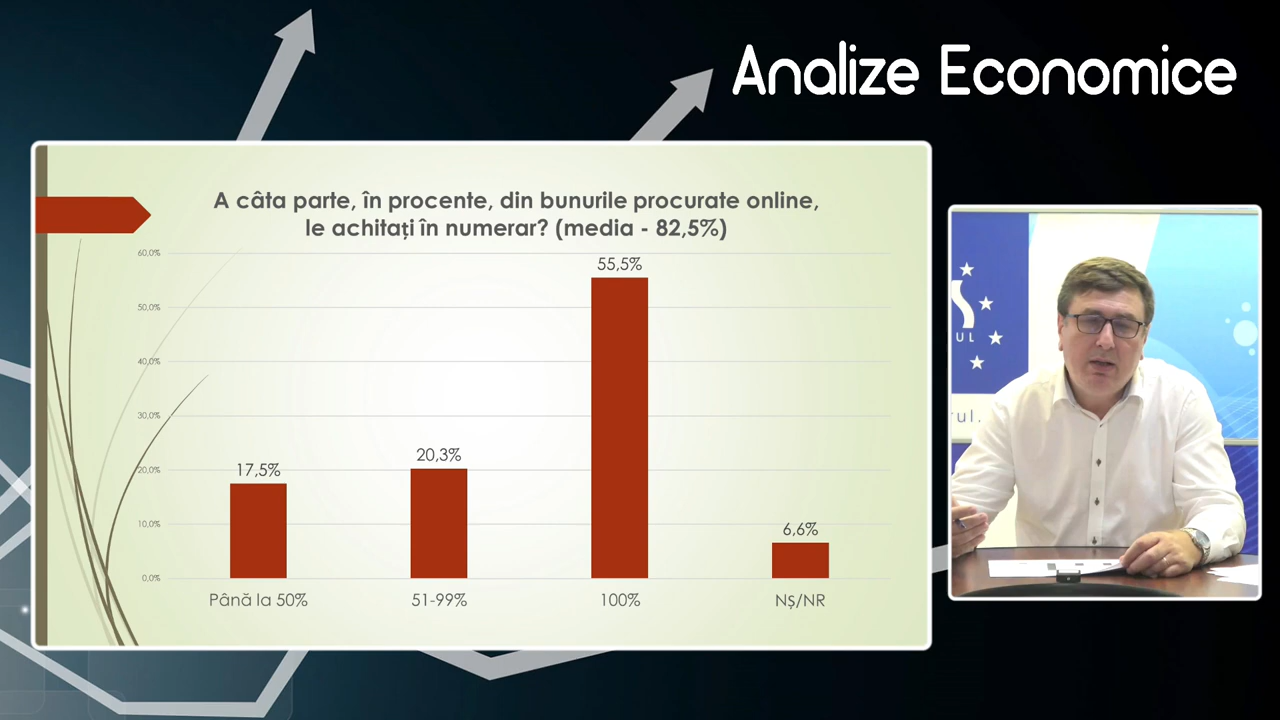 Analize Economice
A câta parte, în procente, din bunurile procurate online,
le achitați în numerar? (media - 82,5%)
60,0%
50,0%
40,0%
30,0%
20,0%
10,0%
0,0%
17,5%
20,3%
55,5%
6,6%
Până la 50%
51-99%
100%
NȘ/NR
UL
rul.